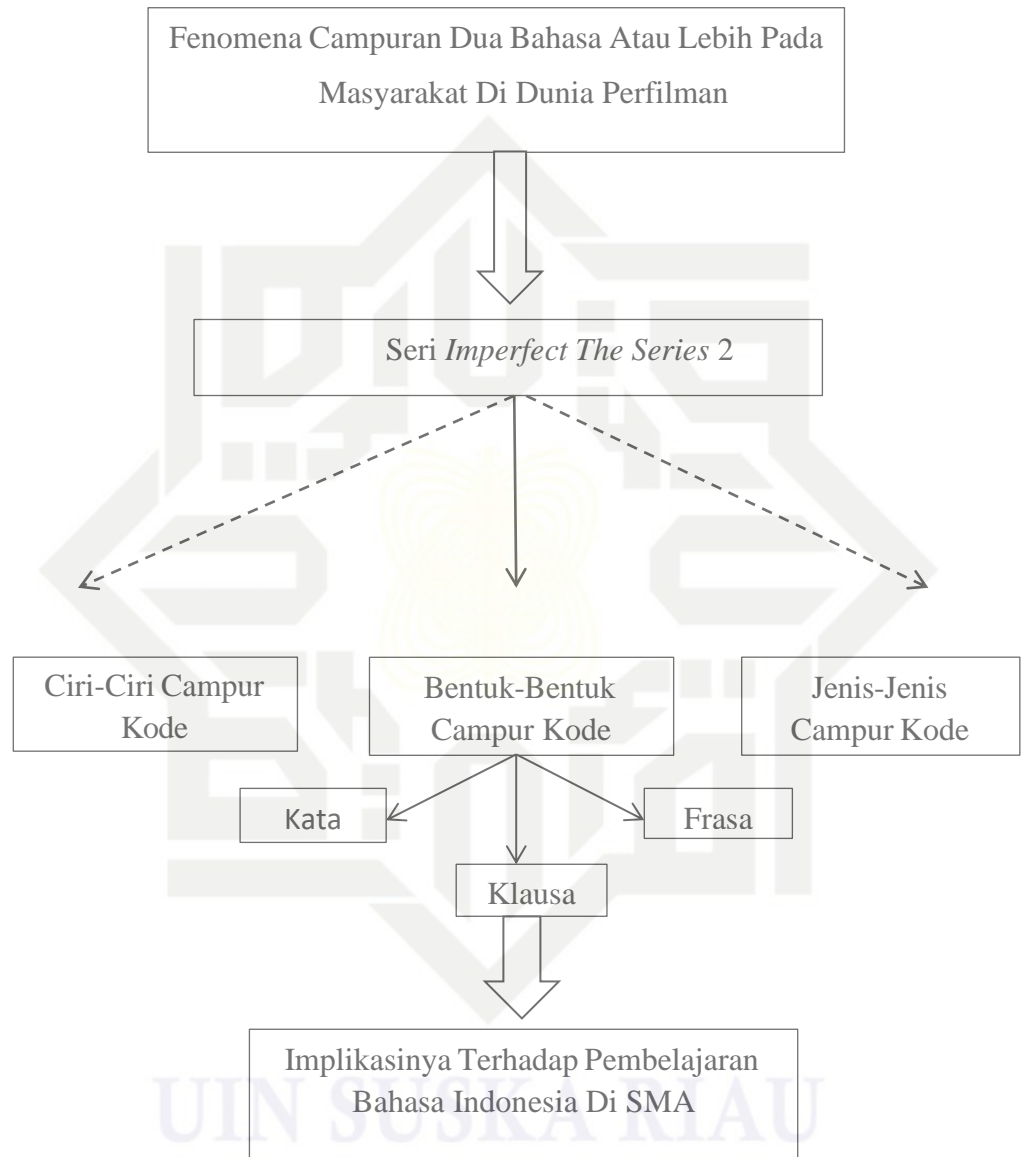 Fenomena Campuran Dua Bahasa Atau Lebih Pada
Masyarakat Di Dunia Perfilman
Seri Imperfect The Series 2
Ciri-Ciri Campur
Kode
Bentuk-Bentuk
Campur Kode
Jenis-Jenis
Campur Kode
Kata
Frasa
Klausa
Implikasinya Terhadap Pembelajaran
Bahasa Indonesia Di SMA
UIN SUSKA RIAU